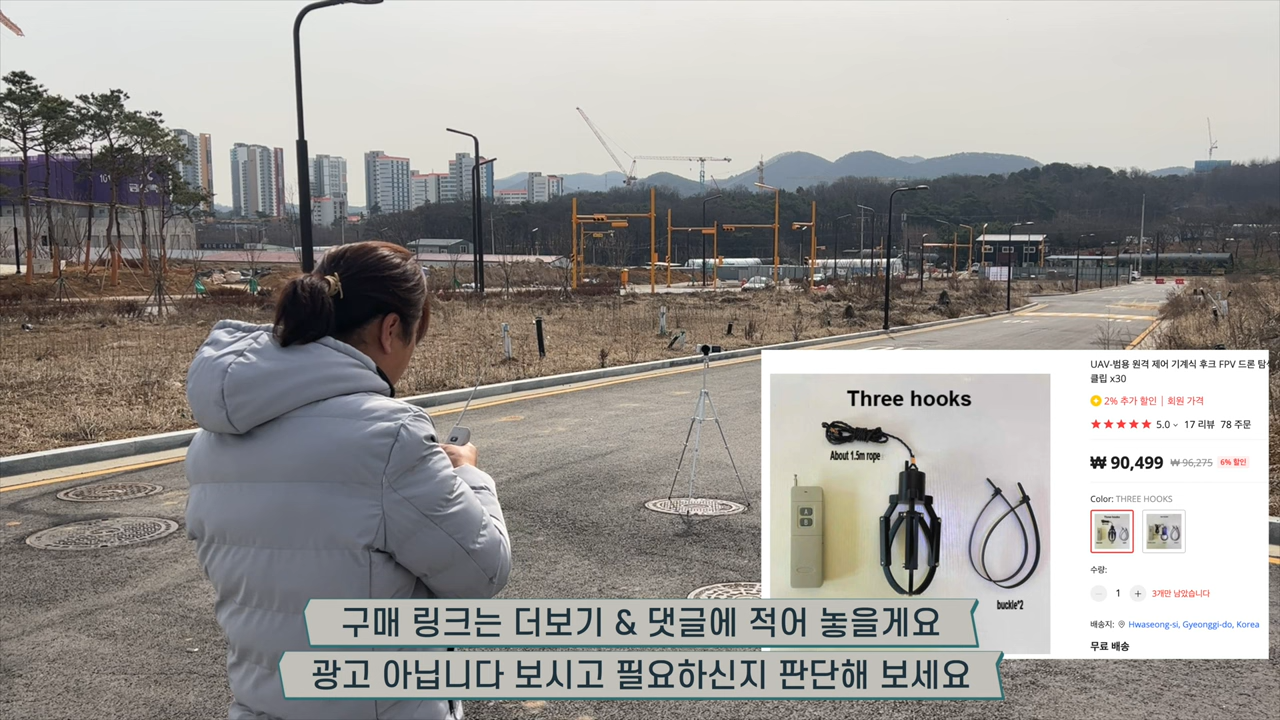 101
UAV-범용 원격 제어 기계식 후크 FPV 드론 탐
클립 x30
2% 추가 할인 | 회원 가격
5.0 17 리뷰 78 주문
₩ 90,499 ₩ 96,275 6% 할인
Color: THREE HOOKS
수량:
1 3개만 남았습니다
배송지: Hwaseong-si, Gyeonggi-do, Korea
무료 배송
Three hooks
About 1.5m rope
A
B
buckle*2
구매 링크는 더보기 & 댓글에 적어 놓을게요
광고 아닙니다 보시고 필요하신지 판단해 보세요